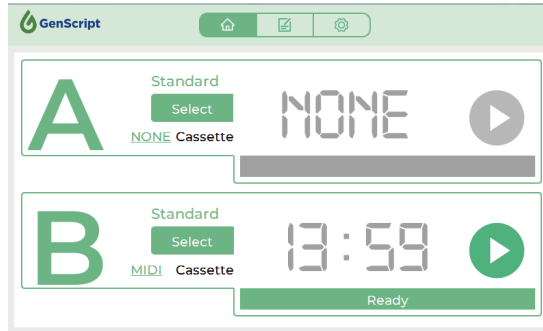 GenScript
A
Standard
Select
NONE Cassette
NONE
B
Standard
Select
MIDI Cassette
13:59
Ready